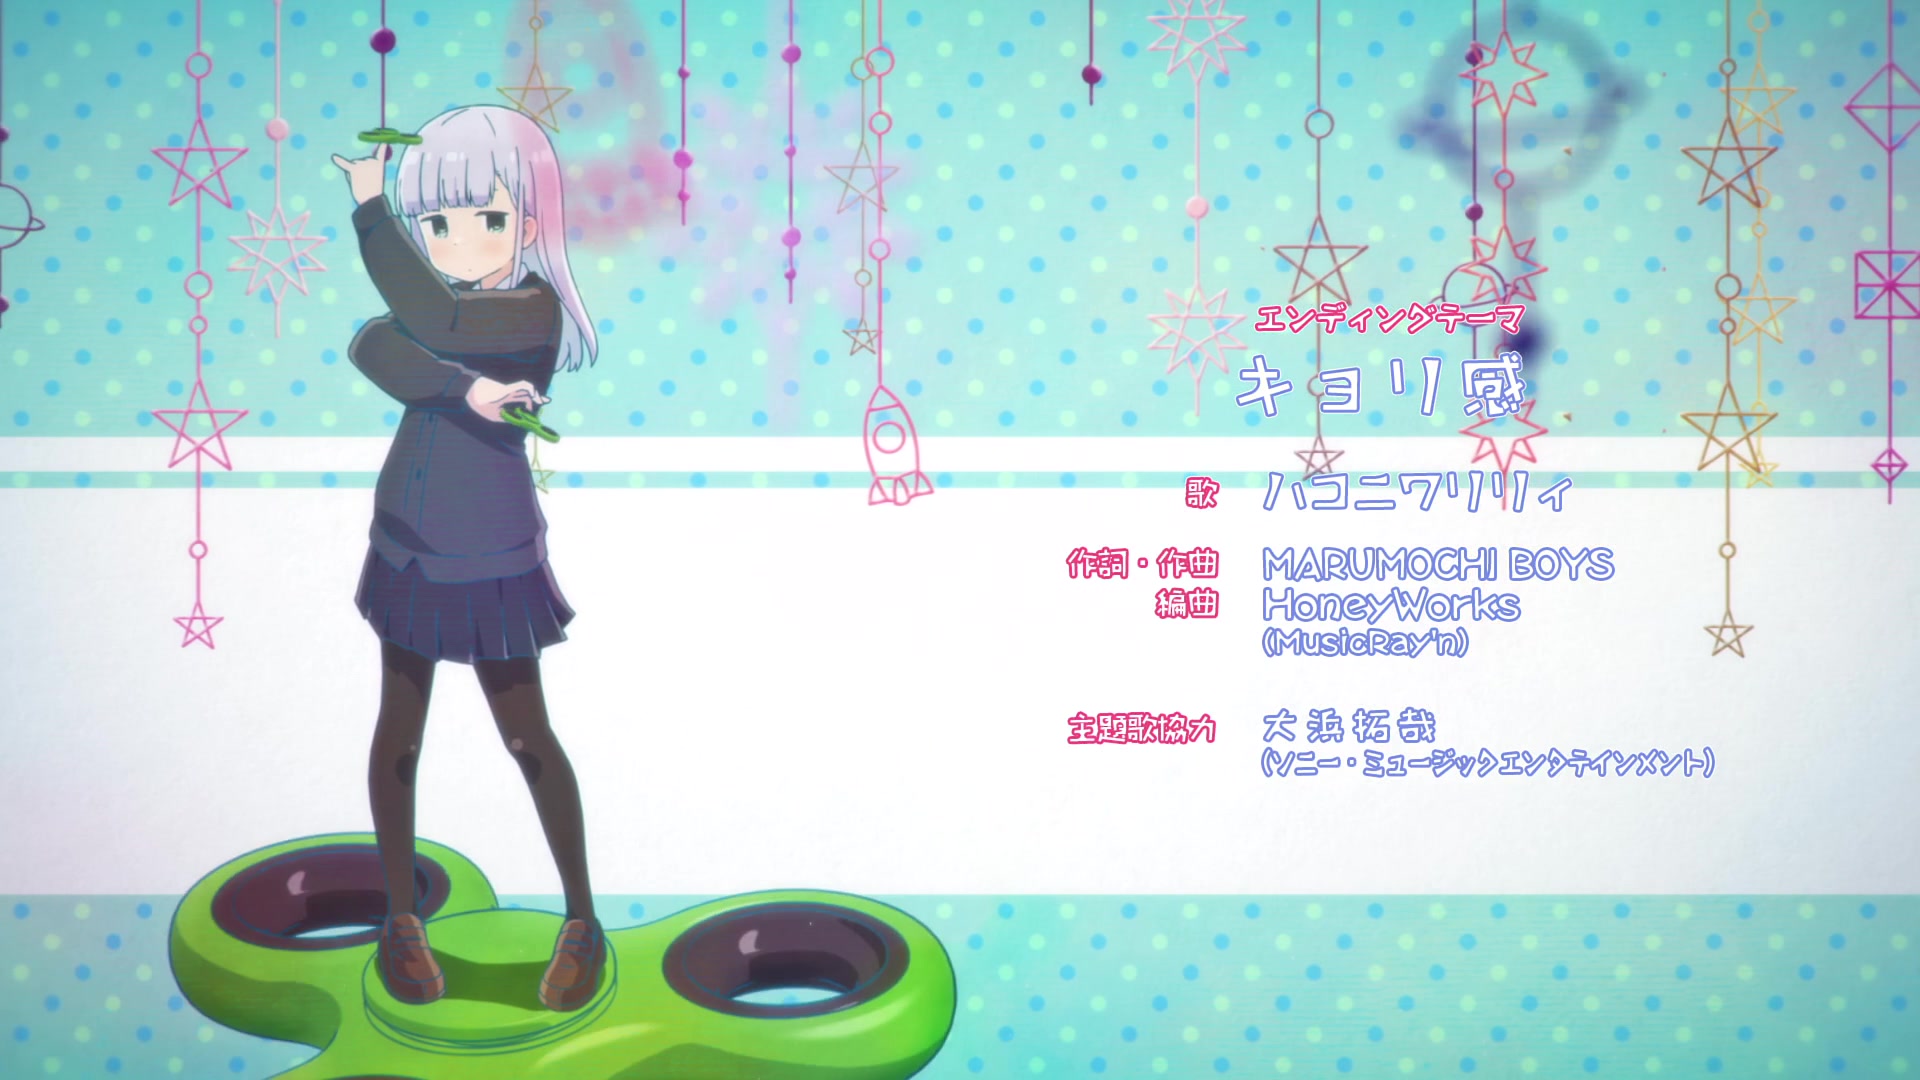 エンディングテーマ
キョリ感
歌 ハコニワリリィ
作詞・作曲 MARUMOCHI BOYS
編曲 HoneyWorks
(MusicRay'n)
主題歌協力 大浜拓哉
(ソニー・ミュージックエンタテインメント)